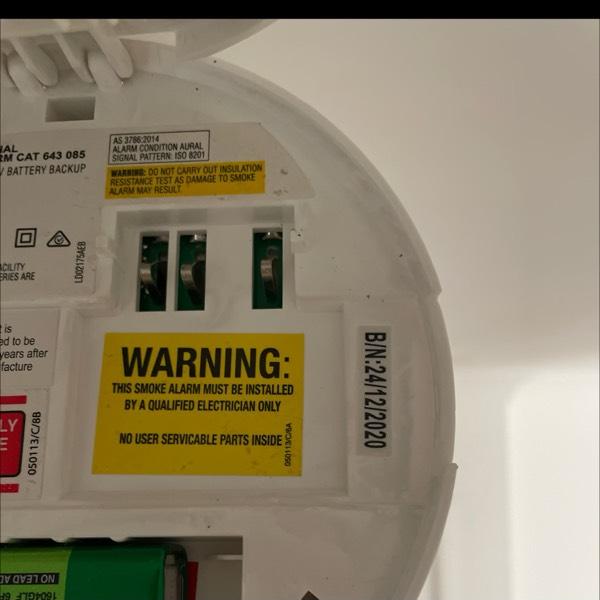 AL
RM CAT 643 085
V BATTERY BACKUP
AS 3786:2014
ALARM CONDITION AURAL
SIGNAL PATTERN: ISO 8201
WARNING: DO NOT CARRY OUT INSULATION
RESISTANCE TEST AS DAMAGE TO SMOKE
ALARM MAY RESULT.
LD02175AEB
ACILITY
ERIES ARE
t is
ed to be
years after
facture
LY
E
050113/C/8B
WARNING:
THIS SMOKE ALARM MUST BE INSTALLED
BY A QUALIFIED ELECTRICIAN ONLY
NO USER SERVICABLE PARTS INSIDE
050113/C/6A
B/N:24/12/2020
NO LEAD AD
1604GLF 6F